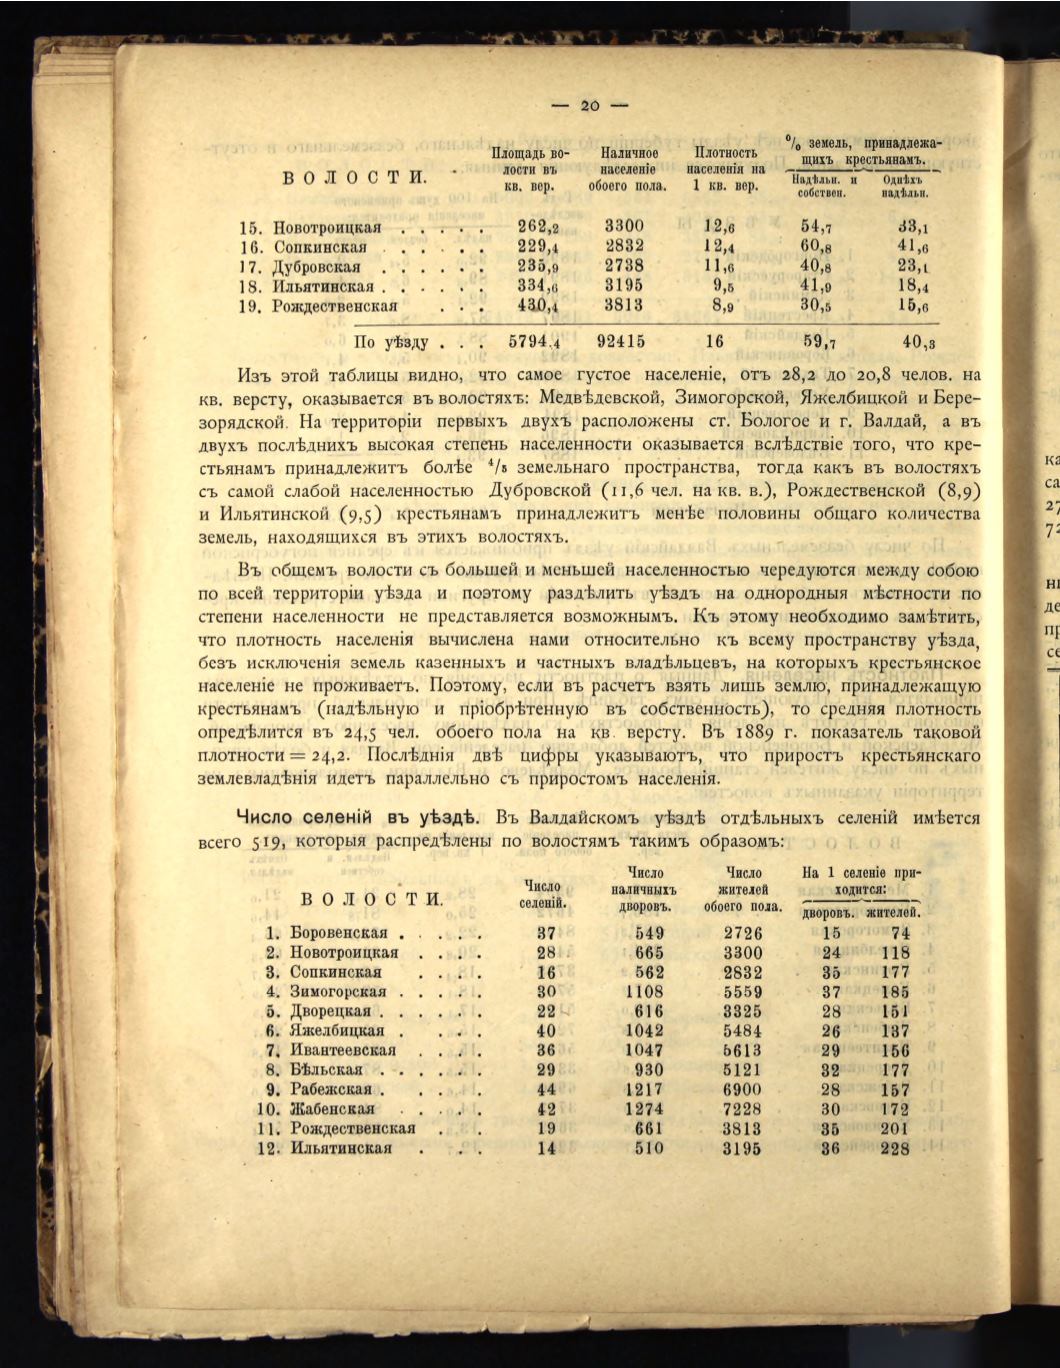 — 20 —
ВОЛОСТИ. Площадь волости въ кв. вер. Наличное населеніе обоего пола. Плотность населенія на 1 кв. вер. % земель, принадлежащихъ крестьянамъ. Надѣльн. и собствен. Однѣхъ надѣльн.
15. Новотроицкая . . . . . 262,2 3300 12,6 54,7 33,1
16. Сопкинская . . . . . 229,4 2832 12,4 60,8 41,6
17. Дубровская . . . . . . 235,9 2738 11,6 40,8 23,1
18. Ильятинская . . . . . . 334,6 3195 9,5 41,9 18,4
19. Рождественская . . . 430,4 3813 8,9 30,5 15,6
По уѣзду . . . 5794,4 92415 16 59,7 40,3
Изъ этой таблицы видно, что самое густое населеніе, отъ 28,2 до 20,8 челов. на
кв. версту, оказывается въ волостяхъ: Медвѣдевской, Зимогорской, Яжелбицкой и Бере-
зорядской. На территоріи первыхъ двухъ расположены ст. Бологое и г. Валдай, а въ
двухъ послѣднихъ высокая степень населенности оказывается вслѣдствіе того, что кре-
стьянамъ принадлежитъ болѣе 4/5 земельнаго пространства, тогда какъ въ волостяхъ
съ самой слабой населенностью Дубровской (11,6 чел. на кв. в.), Рождественской (8,9)
и Ильятинской (9,5) крестьянамъ принадлежитъ менѣе половины общаго количества
земель, находящихся въ этихъ волостяхъ.
Въ общемъ волости съ большей и меньшей населенностью чередуются между собою
по всей территоріи уѣзда и поэтому раздѣлить уѣздъ на однородныя мѣстности по
степени населенности не представляется возможнымъ. Къ этому необходимо замѣтить,
что плотность населенія вычислена нами относительно къ всему пространству уѣзда,
безъ исключенія земель казенныхъ и частныхъ владѣльцевъ, на которыхъ крестьянское
населеніе не проживаетъ. Поэтому, если въ расчетъ взять лишь землю, принадлежащую
крестьянамъ (надѣльную и пріобрѣтенную въ собственность), то средняя плотность
опредѣлится въ 24,5 чел. обоего пола на кв. версту. Въ 1889 г. показатель таковой
плотности = 24,2. Послѣднія двѣ цифры указываютъ, что приростъ крестьянскаго
землевладѣнія идетъ параллельно съ приростомъ населенія.
Число селеній въ уѣздѣ. Въ Валдайскомъ уѣздѣ отдѣльныхъ селеній имѣется
всего 519, которыя распредѣлены по волостямъ такимъ образомъ:
ВОЛОСТИ. Число селеній. Число наличныхъ дворовъ. Число жителей обоего пола. На 1 селеніе приходится: дворовъ. жителей.
1. Боровенская . . . . . 37 549 2726 15 74
2. Новотроицкая . . . . 28 665 3300 24 118
3. Сопкинская . . . . 16 562 2832 35 177
4. Зимогорская . . . . . 30 1108 5559 37 185
5. Дворецкая . . . . . . 22 616 3325 28 151
6. Яжелбицкая . . . . 40 1042 5484 26 137
7. Ивантеевская . . . . 36 1047 5613 29 156
8. Бѣльская . . . . . . 29 930 5121 32 177
9. Рабежская . . . . . 44 1217 6900 28 157
10. Жабенская . . . . . 42 1274 7228 30 172
11. Рождественская . . . 19 661 3813 35 201
12. Ильятинская . . . 14 510 3195 36 228